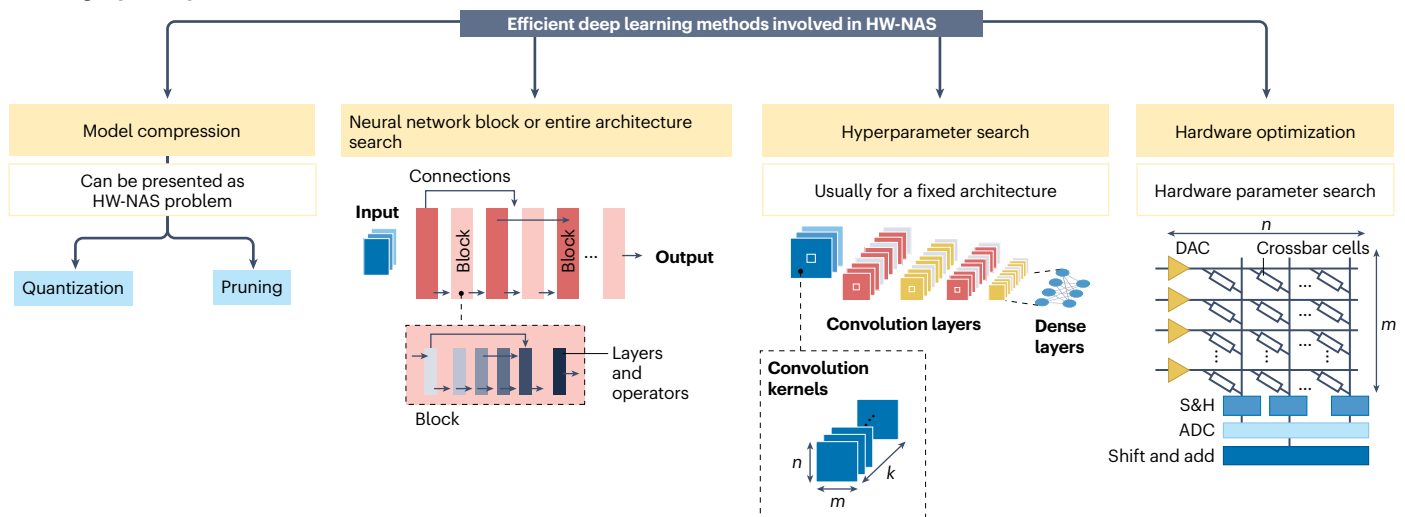 Efficient deep learning methods involved in HW-NAS
Model compression
Can be presented as
HW-NAS problem
Quantization
Pruning
Neural network block or entire architecture
search
Connections
Input
Block
Block
...
Output
Layers
and
operators
Block
Hyperparameter search
Usually for a fixed architecture
Convolution layers
Dense
layers
Convolution
kernels
n
m
k
Hardware optimization
Hardware parameter search
n
DAC
Crossbar cells
...
...
...
...
m
S&H
ADC
Shift and add